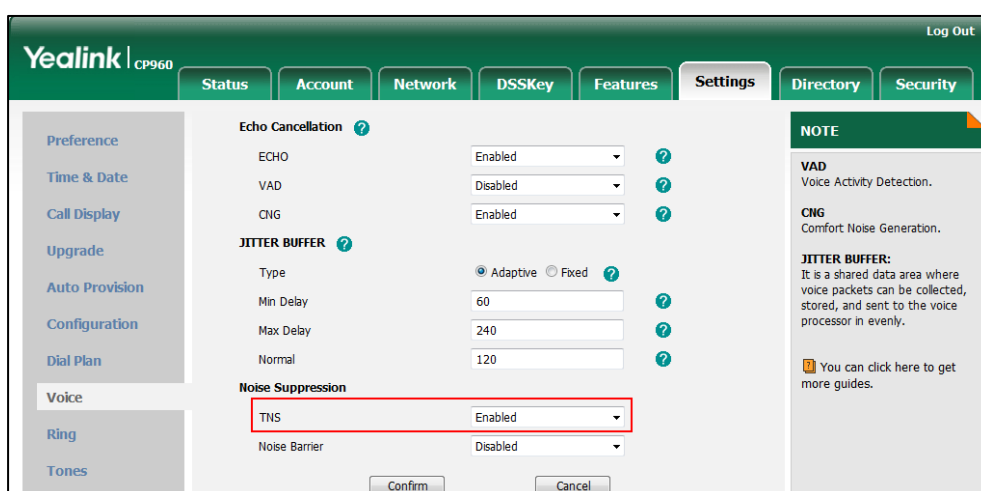 Log Out
Yealink CP960
Status Account Network DSSKey Features Settings Directory Security
Preference
Time & Date
Call Display
Upgrade
Auto Provision
Configuration
Dial Plan
Voice
Ring
Tones
Echo Cancellation ?
ECHO Enabled ?
VAD Disabled ?
CNG Enabled ?
JITTER BUFFER ?
Type Adaptive Fixed ?
Min Delay 60 ?
Max Delay 240 ?
Normal 120 ?
Noise Suppression
TNS Enabled
Noise Barrier Disabled
Confirm Cancel
NOTE
VAD
Voice Activity Detection.
CNG
Comfort Noise Generation.
JITTER BUFFER:
It is a shared data area where
voice packets can be collected,
stored, and sent to the voice
processor in evenly.
? You can click here to get
more guides.